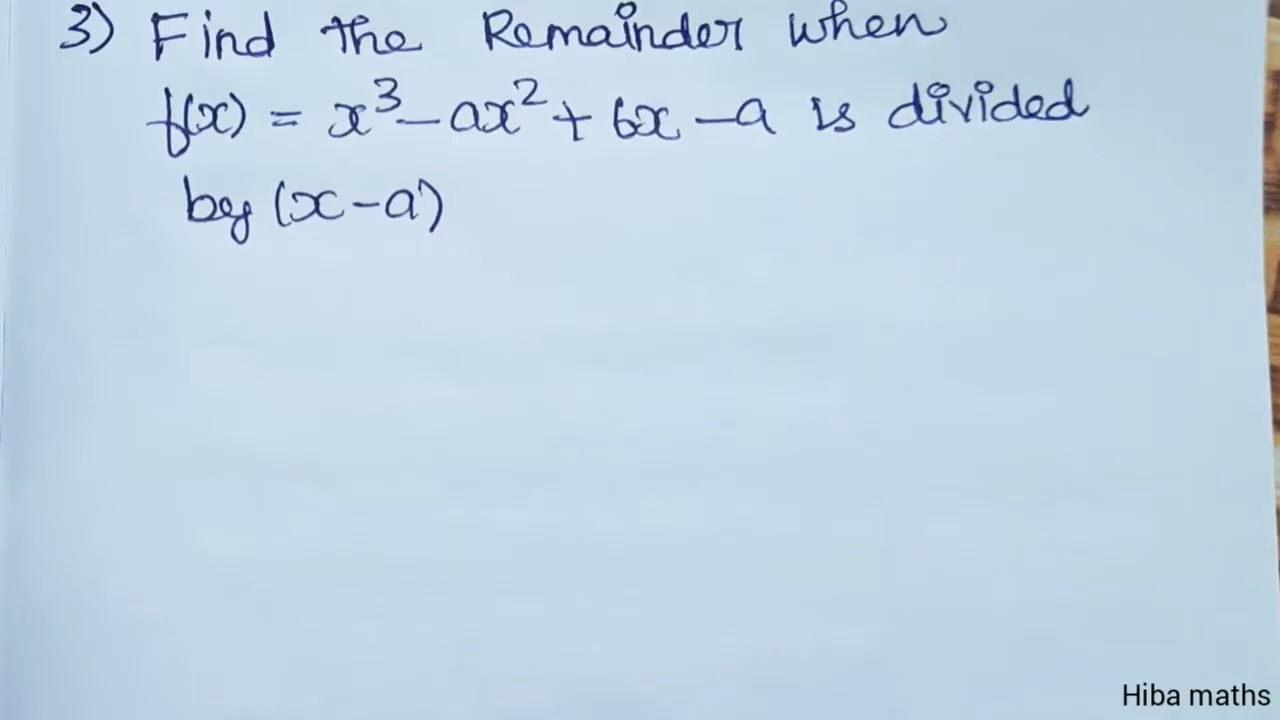 3) Find the Remainder when
f(x) = x³ - ax² + 6x - a is divided
by (x - a)
Hiba maths